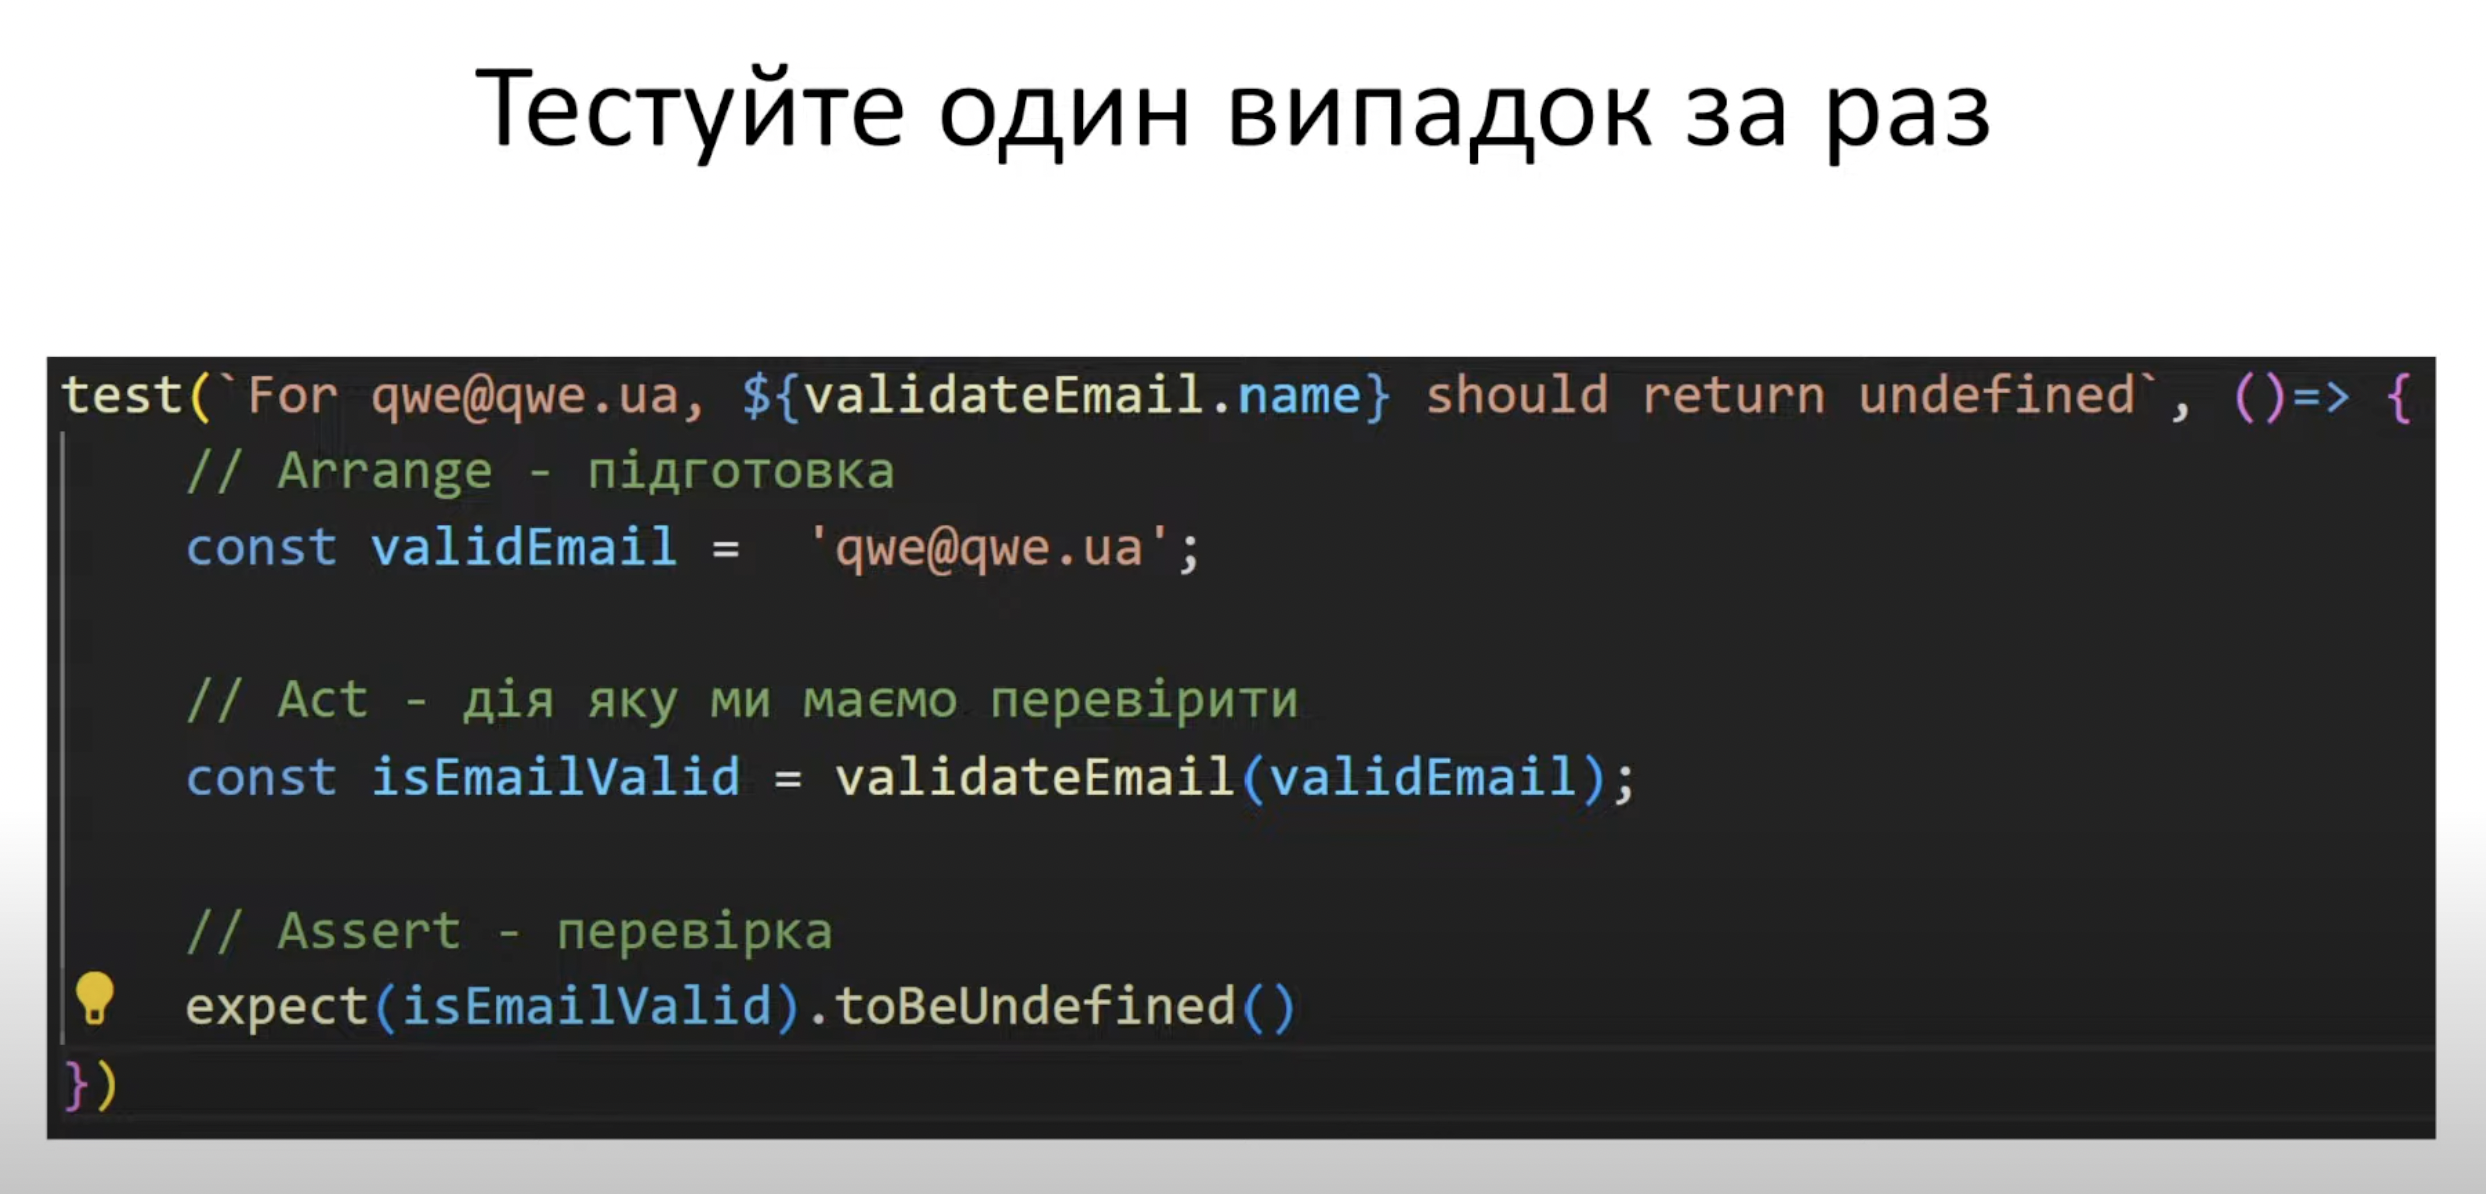 Тестуйте один випадок за раз
test(`For qwe@qwe.ua, ${validateEmail.name} should return undefined`, ()=> {
// Arrange - підготовка
const validEmail =  'qwe@qwe.ua';
// Act - дія яку ми маємо перевірити
const isEmailValid = validateEmail(validEmail);
// Assert - перевірка
expect(isEmailValid).toBeUndefined()
})